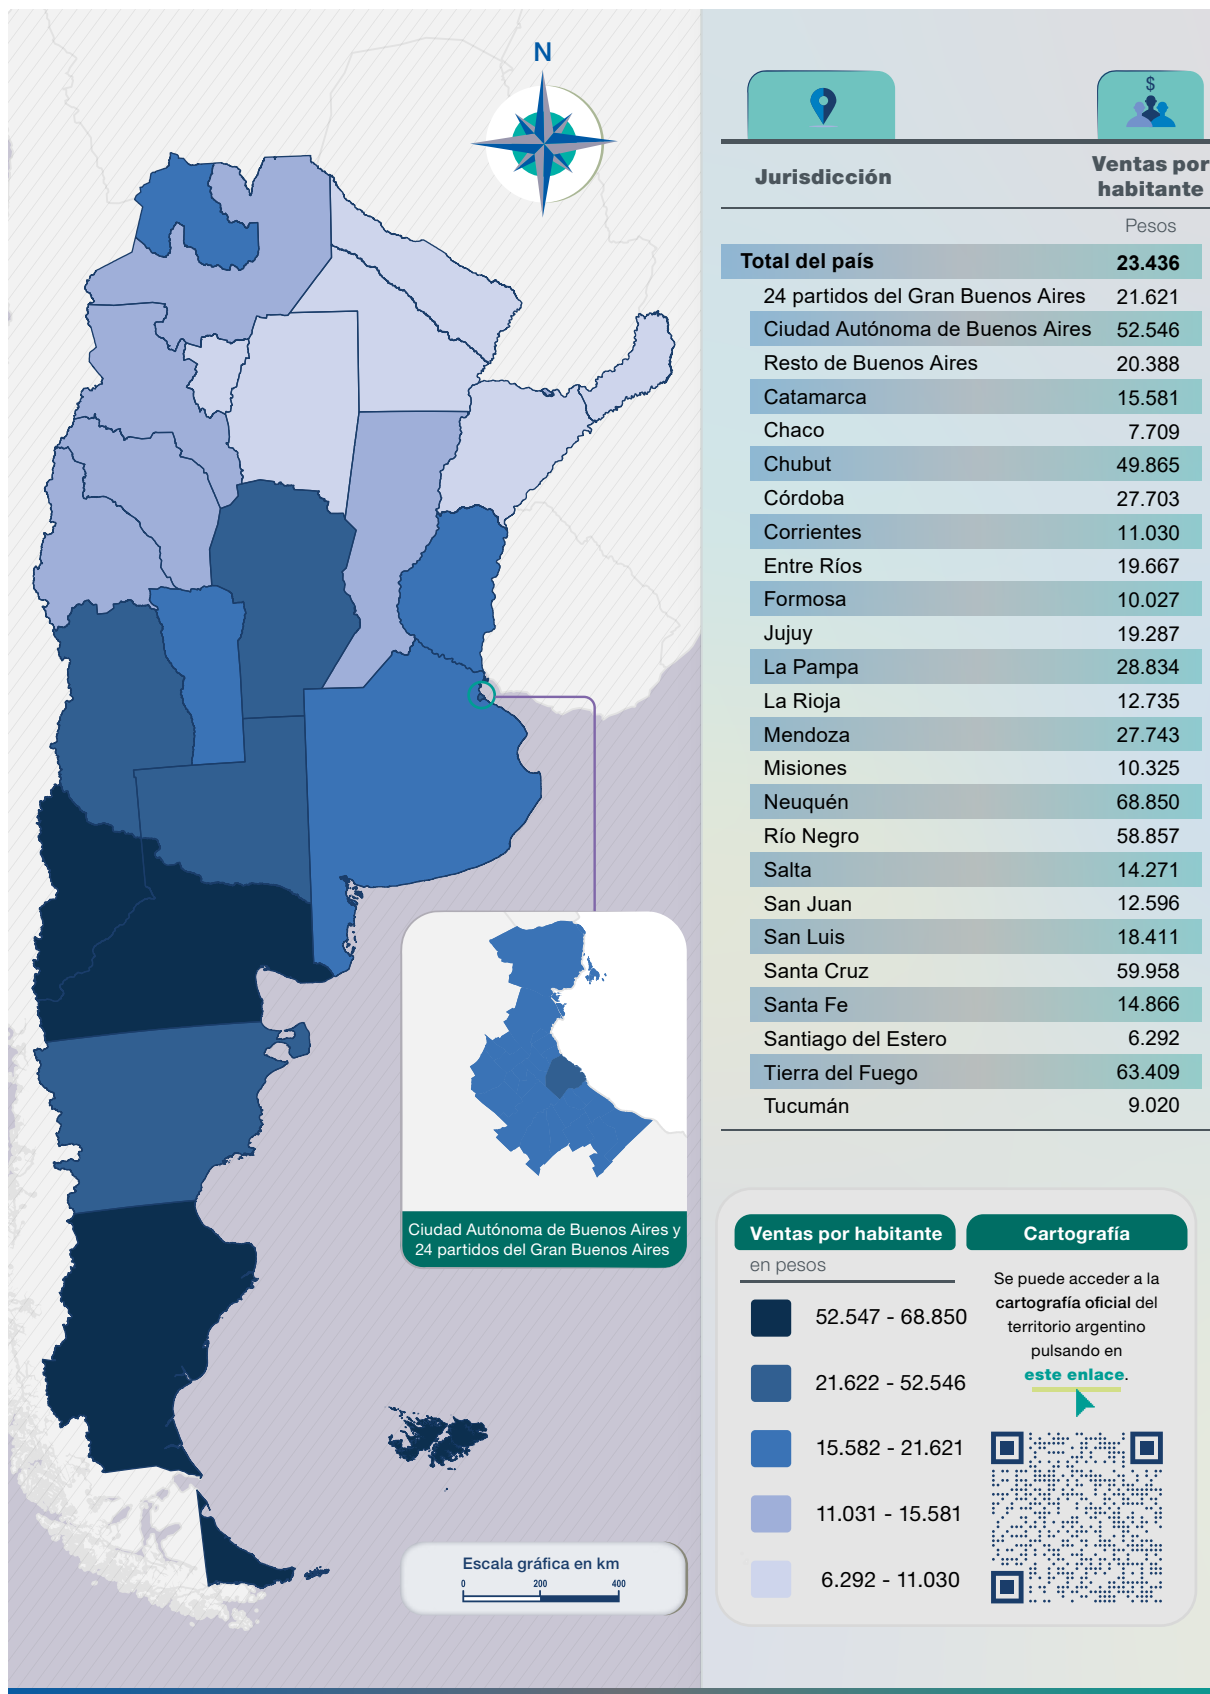 N
$
Jurisdicción
Ventas por
habitante
Pesos
Total del país 23.436
24 partidos del Gran Buenos Aires 21.621
Ciudad Autónoma de Buenos Aires 52.546
Resto de Buenos Aires 20.388
Catamarca 15.581
Chaco 7.709
Chubut 49.865
Córdoba 27.703
Corrientes 11.030
Entre Ríos 19.667
Formosa 10.027
Jujuy 19.287
La Pampa 28.834
La Rioja 12.735
Mendoza 27.743
Misiones 10.325
Neuquén 68.850
Río Negro 58.857
Salta 14.271
San Juan 12.596
San Luis 18.411
Santa Cruz 59.958
Santa Fe 14.866
Santiago del Estero 6.292
Tierra del Fuego 63.409
Tucumán 9.020
Ciudad Autónoma de Buenos Aires y
24 partidos del Gran Buenos Aires
Escala gráfica en km
0 200 400
Ventas por habitante
en pesos
52.547 - 68.850
21.622 - 52.546
15.582 - 21.621
11.031 - 15.581
6.292 - 11.030
Cartografía
Se puede acceder a la
cartografía oficial del
territorio argentino
pulsando en
este enlace.